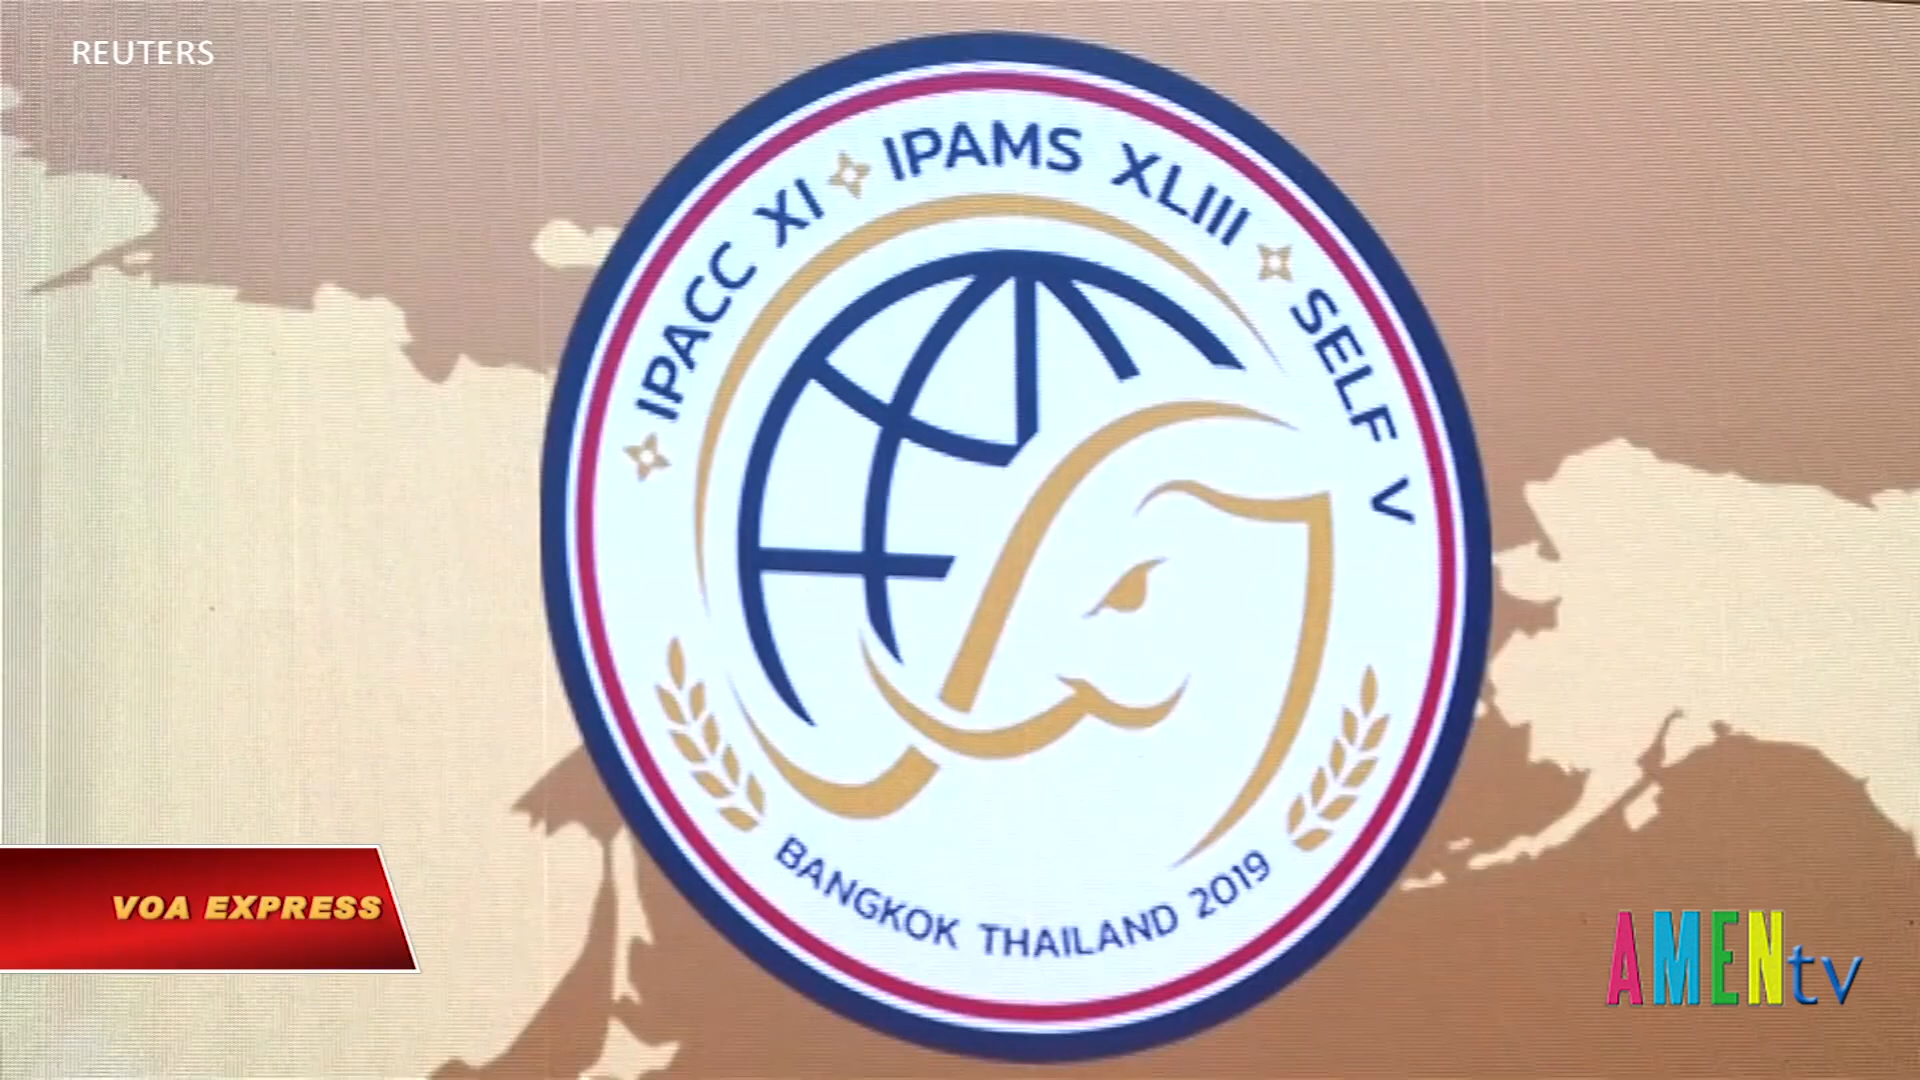 REUTERS
IPACC XI IPAMS XLIII SELF V
BANGKOK THAILAND 2019
VOA EXPRESS
AMENtv